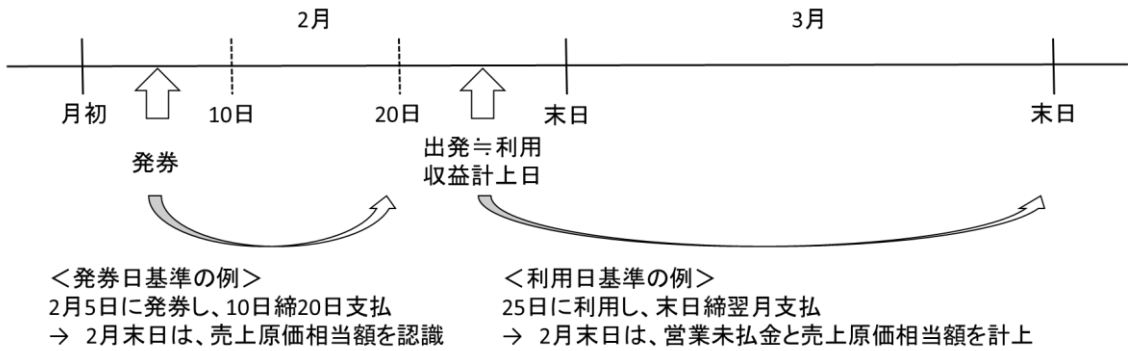 2月
3月
月初
10日
20日
末日
末日
発券
出発≒利用
収益計上日
＜発券日基準の例＞
2月5日に発券し、10日締20日支払
→ 2月末日は、売上原価相当額を認識
＜利用日基準の例＞
25日に利用し、末日締翌月支払
→ 2月末日は、営業未払金と売上原価相当額を計上